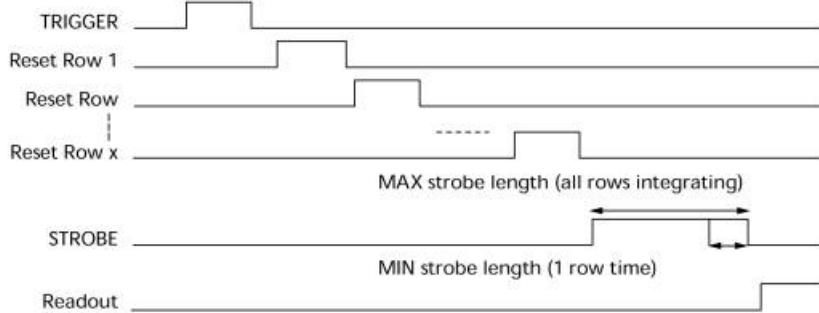 TRIGGER
Reset Row 1
Reset Row
Reset Row x
MAX strobe length (all rows integrating)
STROBE
MIN strobe length (1 row time)
Readout